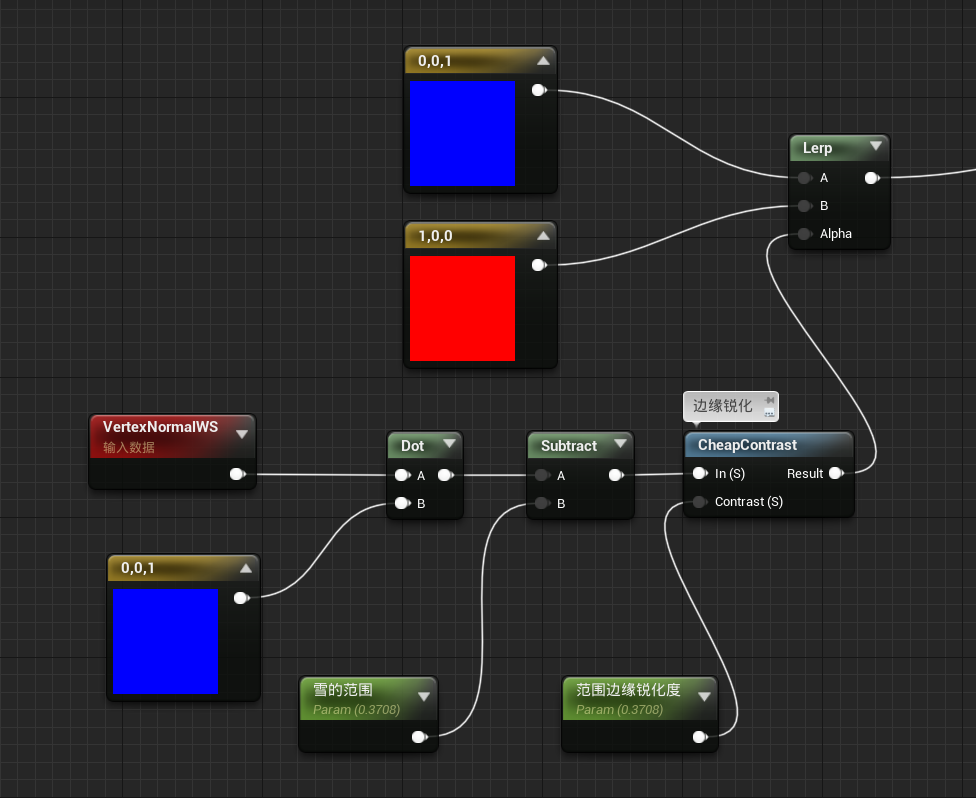 0,0,1
Lerp
A
B
Alpha
1,0,0
VertexNormalWS
输入数据
Dot
A
B
Subtract
A
B
边缘锐化
CheapContrast
In (S)
Result
Contrast (S)
0,0,1
雪的范围
Param (0.3708)
范围边缘锐化度
Param (0.3708)